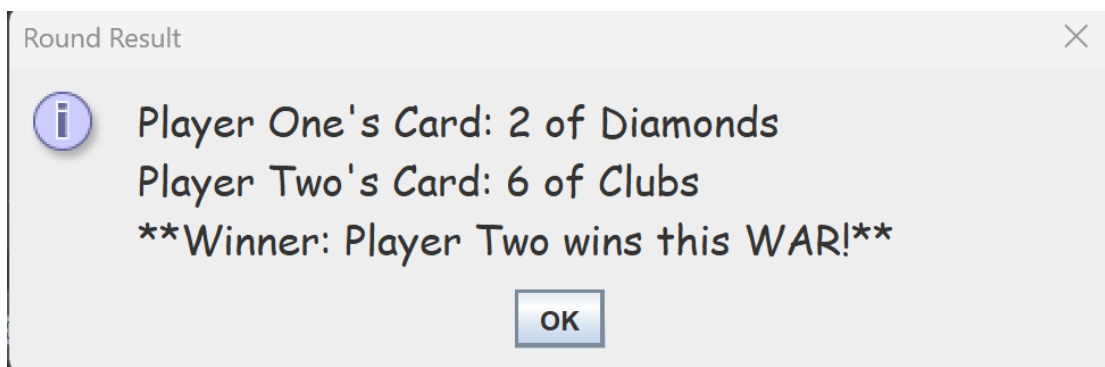 Round Result
Player One's Card: 2 of Diamonds
Player Two's Card: 6 of Clubs
**Winner: Player Two wins this WAR!**
OK